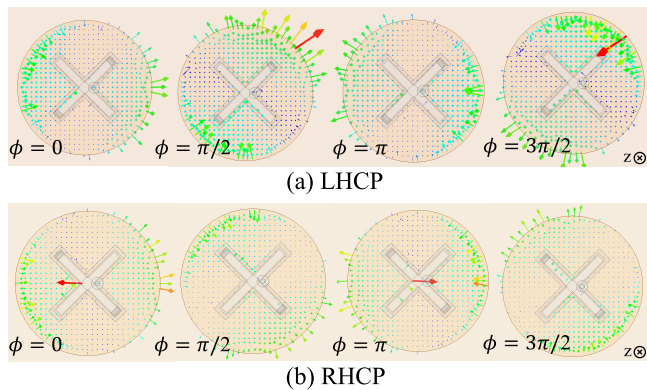 ϕ = 0 ϕ = π/2 ϕ = π ϕ = 3π/2 z⊗
(a) LHCP
ϕ = 0 ϕ = π/2 ϕ = π ϕ = 3π/2 z⊗
(b) RHCP